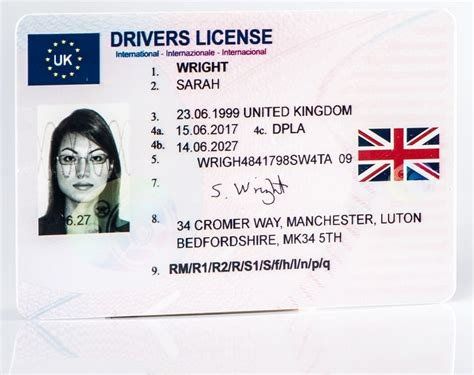 UK
DRIVERS LICENSE
International - Internazionale - Internacional
1. WRIGHT
2. SARAH
3. 23.06.1999 UNITED KINGDOM
4a. 15.06.2017 4c. DPLA
4b. 14.06.2027
5. WRIGH4841798SW4TA 09
6.27
7. S. Wright
8. 34 CROMER WAY, MANCHESTER, LUTON
BEDFORDSHIRE, MK34 5TH
9 RM/R1/R2/R/S1/S/f/h/l/n/p/q